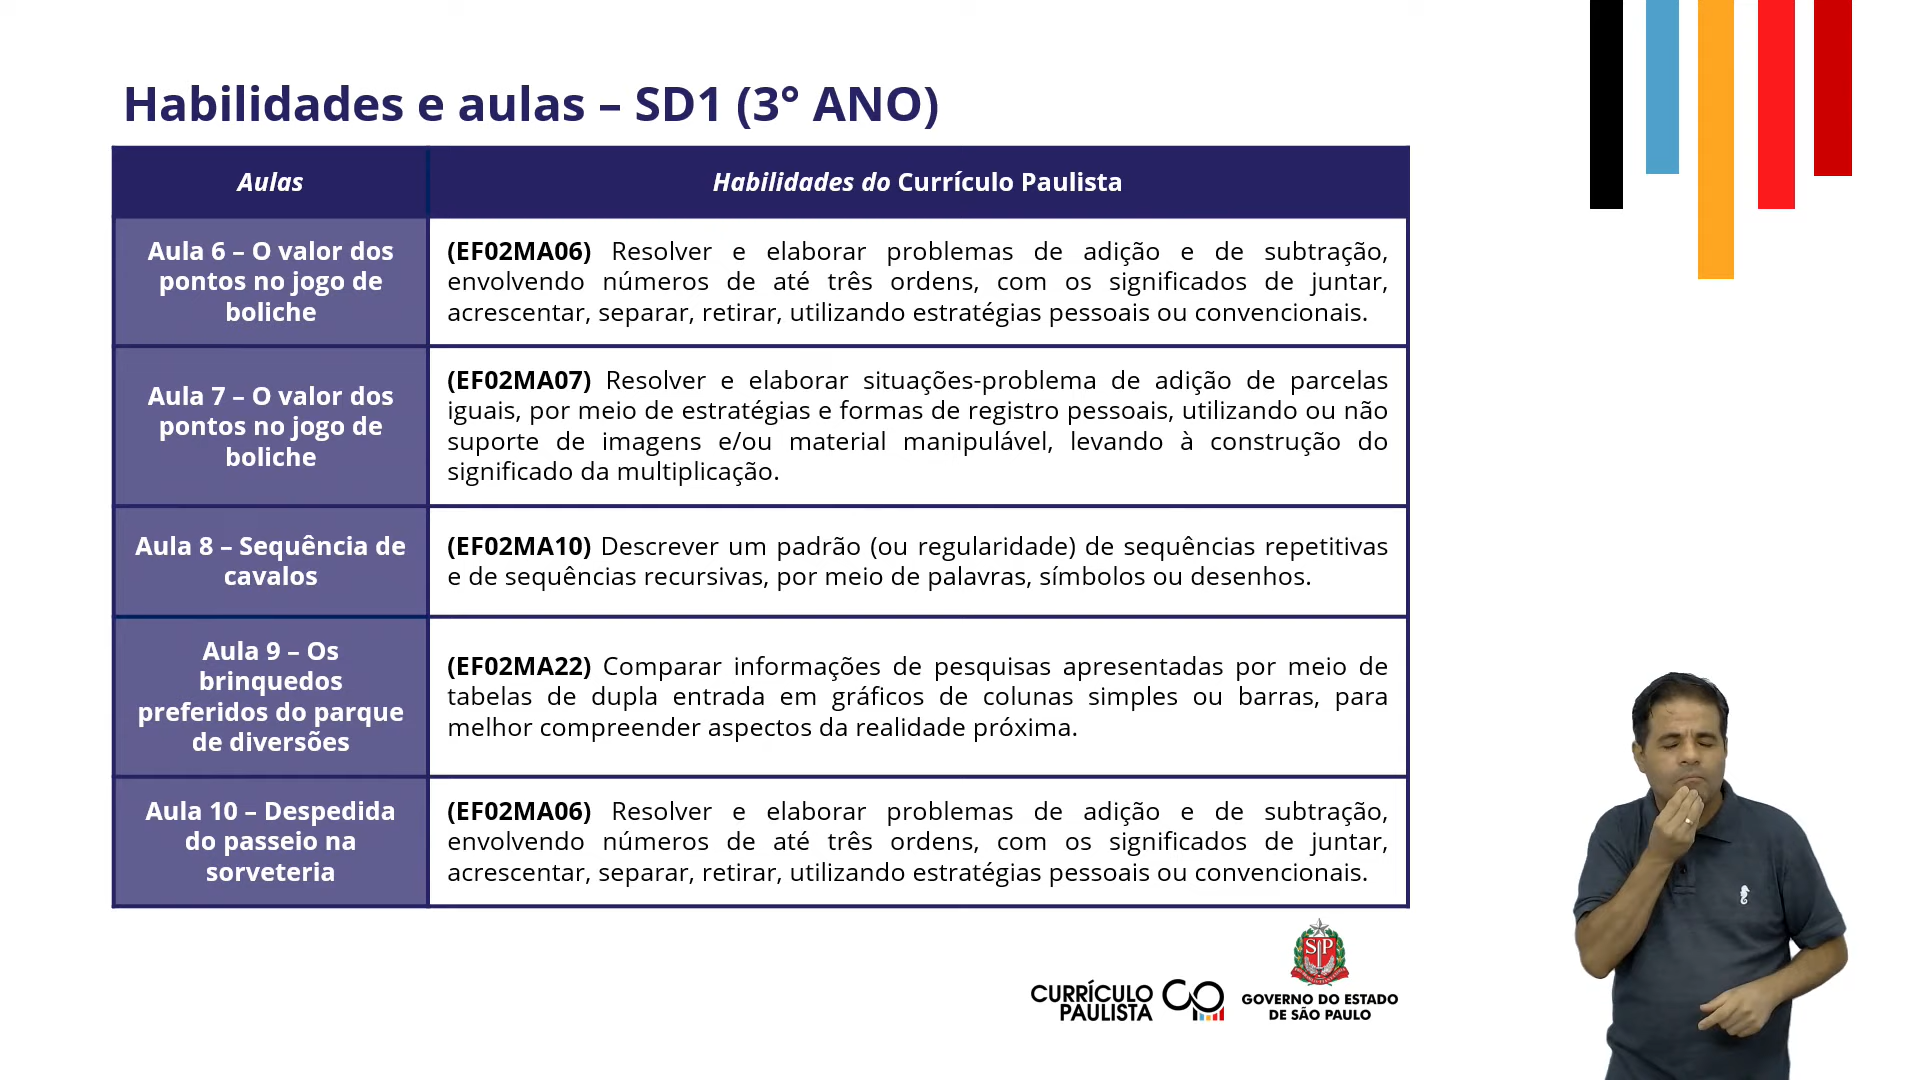 Habilidades e aulas – SD1 (3° ANO)
Aulas
Habilidades do Currículo Paulista
Aula 6 – O valor dos
pontos no jogo de
boliche
(EF02MA06) Resolver e elaborar problemas de adição e de subtração,
envolvendo números de até três ordens, com os significados de juntar,
acrescentar, separar, retirar, utilizando estratégias pessoais ou convencionais.
Aula 7 – O valor dos
pontos no jogo de
boliche
(EF02MA07) Resolver e elaborar situações-problema de adição de parcelas
iguais, por meio de estratégias e formas de registro pessoais, utilizando ou não
suporte de imagens e/ou material manipulável, levando à construção do
significado da multiplicação.
Aula 8 – Sequência de
cavalos
(EF02MA10) Descrever um padrão (ou regularidade) de sequências repetitivas
e de sequências recursivas, por meio de palavras, símbolos ou desenhos.
Aula 9 – Os
brinquedos
preferidos do parque
de diversões
(EF02MA22) Comparar informações de pesquisas apresentadas por meio de
tabelas de dupla entrada em gráficos de colunas simples ou barras, para
melhor compreender aspectos da realidade próxima.
Aula 10 – Despedida
do passeio na
sorveteria
(EF02MA06) Resolver e elaborar problemas de adição e de subtração,
envolvendo números de até três ordens, com os significados de juntar,
acrescentar, separar, retirar, utilizando estratégias pessoais ou convencionais.
CURRÍCULO
PAULISTA
SP
GOVERNO DO ESTADO
DE SÃO PAULO